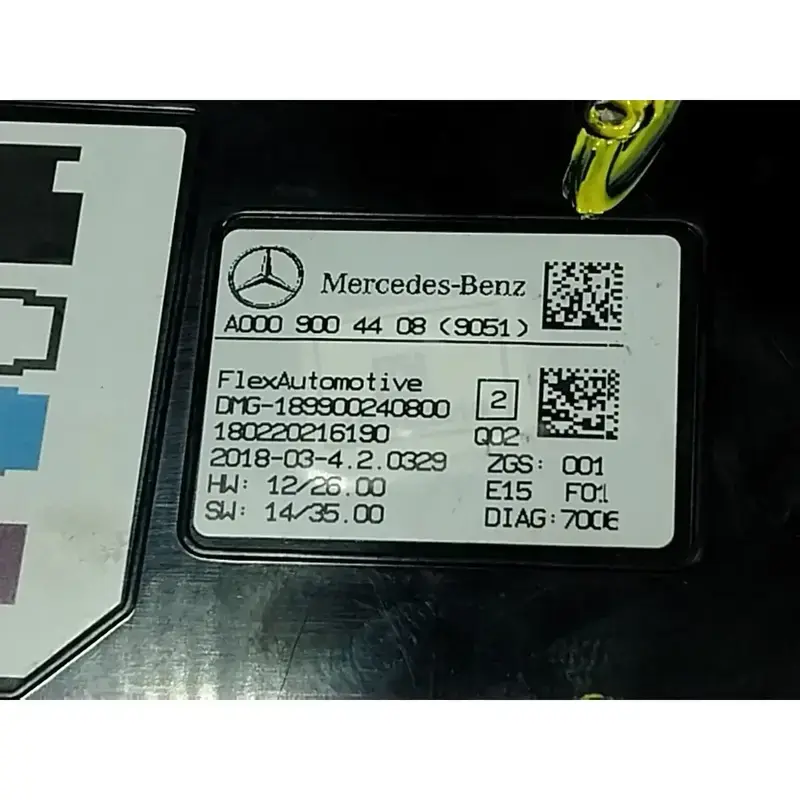 Mercedes-Benz
A000 900 44 08 (9051)
FlexAutomotive
DMG-189900240800 2
180220216190 Q02
2018-03-4.2.0329 ZGS: 001
HW: 12/26.00 E15 F01
SW: 14/35.00 DIAG:7006